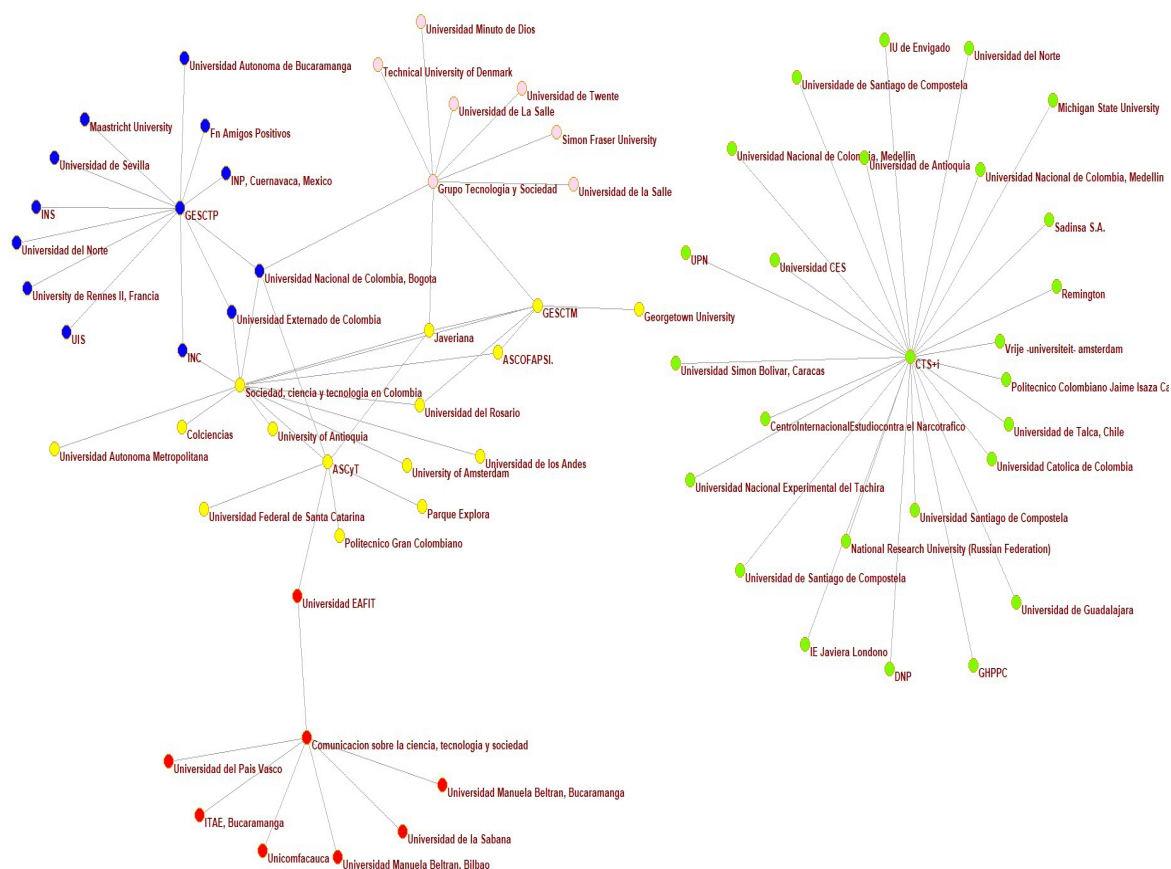 Universidad Minuto de Dios
IU de Envigado
Universidad del Norte
Universidad Autonoma de Bucaramanga
Technical University of Denmark
Universidade de Santiago de Compostela
Universidad de Twente
Michigan State University
Universidad de La Salle
Maastricht University
Fn Amigos Positivos
Simon Fraser University
Universidad Nacional de Colombia, Medellin
Universidad de Antioquia
Universidad de Sevilla
INP, Cuernavaca, Mexico
Universidad Nacional de Colombia, Medellin
Grupo Tecnología y Sociedad
Universidad de la Salle
INS
GESCTP
Sadinsa S.A.
Universidad del Norte
UPN
Universidad Nacional de Colombia, Bogota
Universidad CES
University de Rennes II, Francia
Remington
GESCTM
Georgetown University
Universidad Externado de Colombia
UIS
Javeriana
Vrije -universiteit- amsterdam
INC
ASCOFAPSI.
CTS+i
Universidad Simon Bolivar, Caracas
Politecnico Colombiano Jaime Isaza Ca
Sociedad, ciencia y tecnologia en Colombia
Universidad del Rosario
CentroInternacionalEstudiocontra el Narcotrafico
Universidad de Talca, Chile
Colciencias
University of Antioquia
Universidad Autonoma Metropolitana
Universidad de los Andes
Universidad Catolica de Colombia
ASCyT
University of Amsterdam
Universidad Nacional Experimental del Tachira
Universidad Federal de Santa Catarina
Parque Explora
Universidad Santiago de Compostela
Politecnico Gran Colombiano
National Research University (Russian Federation)
Universidad de Santiago de Compostela
Universidad EAFIT
Universidad de Guadalajara
IE Javiera Londono
DNP
GHPPC
Comunicacion sobre la ciencia, tecnologia y sociedad
Universidad del Pais Vasco
Universidad Manuela Beltran, Bucaramanga
ITAE, Bucaramanga
Universidad de la Sabana
Unicomfacauca
Universidad Manuela Beltran, Bilbao